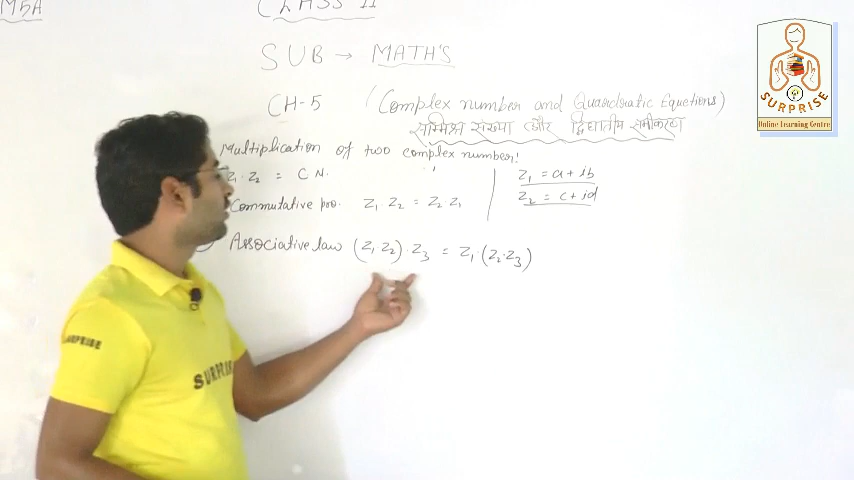 CLASS 11
SUB → MATH'S
CH-5 (Complex number and Quadratic Equctions)
सम्मिश्र संख्या और द्विघातीय समीकरण
Multiplication of two complex number!
Z₁ · Z₂ = C N.
Commutative pro. Z₁ · Z₂ = Z₂ Z₁
Z₁ = a + ib
Z₂ = c + id
Associative law (Z₁ Z₂) · Z₃ = Z₁ · (Z₂ · Z₃)
SURPRISE
SURPRISE
Online Learning Centre